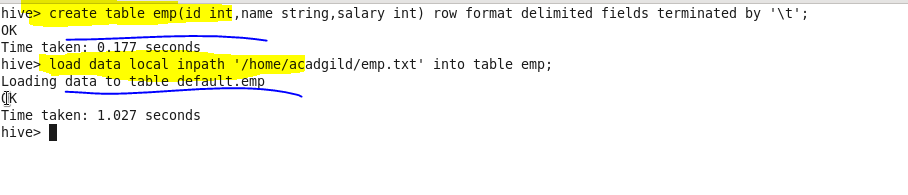 hive> create table emp(id int,name string,salary int) row format delimited fields terminated by '\t';
OK
Time taken: 0.177 seconds
hive> load data local inpath '/home/acadgild/emp.txt' into table emp;
Loading data to table default.emp
OK
Time taken: 1.027 seconds
hive>